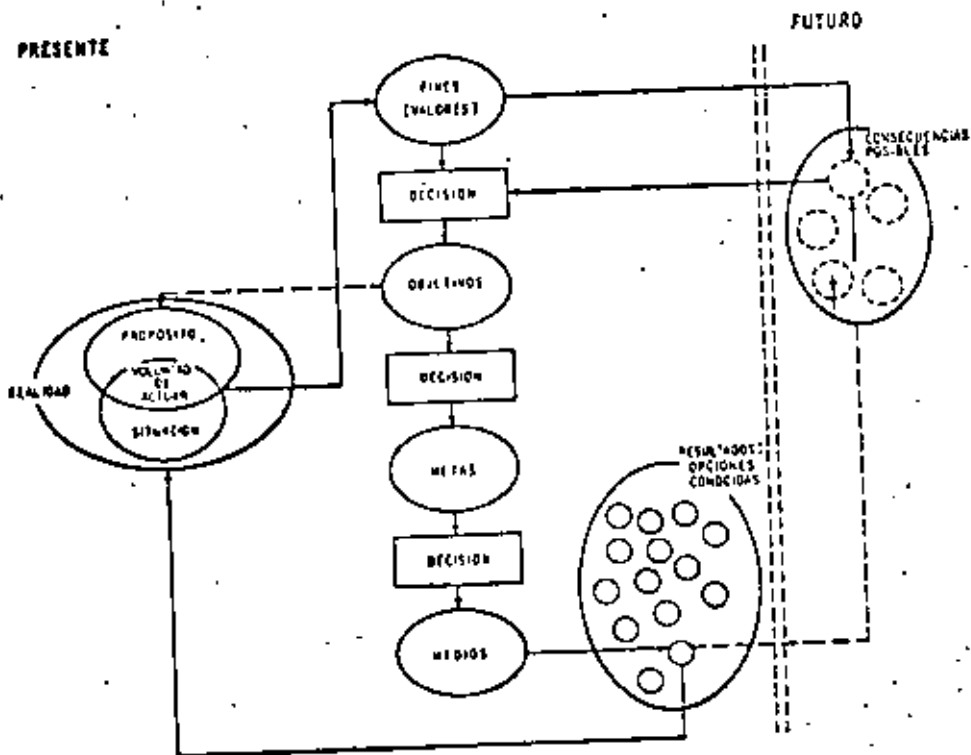 FUTURO
PRESENTE
FINES
[VALORES]
CONSECUENCIAS
POSIBLES
DECISION
OBJETIVOS
PROPOSITO
VOLUNTAD
DE
ACTUAR
REALIDAD
SITUACION
DECISION
METAS
RESULTADOS:
OPCIONES
CONOCIDAS
DECISION
MEDIOS